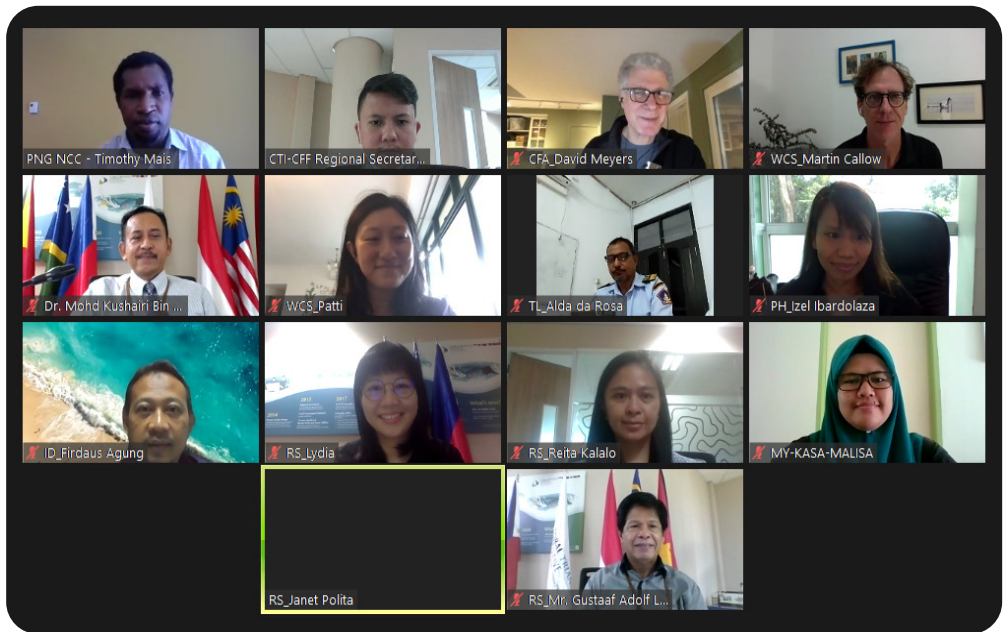 PNG NCC - Timothy Mais
CTI-CFF Regional Secretar...
CFA_David Meyers
WCS_Martin Callow
Dr. Mohd Kushairi Bin ...
WCS_Patti
TL_Alda da Rosa
PH_Izel Ibardolaza
ID_Firdaus Agung
RS_Lydia
RS_Reita Kalalo
MY-KASA-MALISA
RS_Janet Polita
RS_Mr. Gustaaf Adolf L...